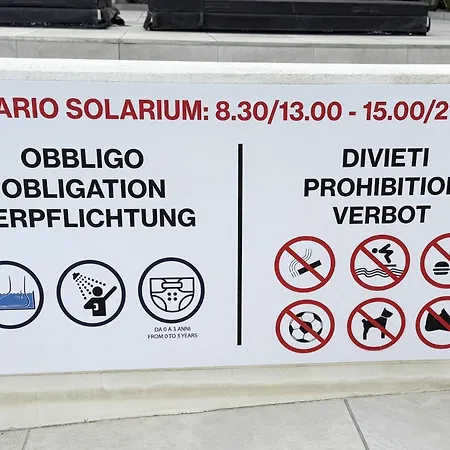 ARIO SOLARIUM: 8.30/13.00 - 15.00/2
OBBLIGO
OBLIGATION
ERPFLICHTUNG
DA 0 A 3 ANNI
FROM 0 TO 3 YEARS
DIVIETI
PROHIBITION
VERBOT